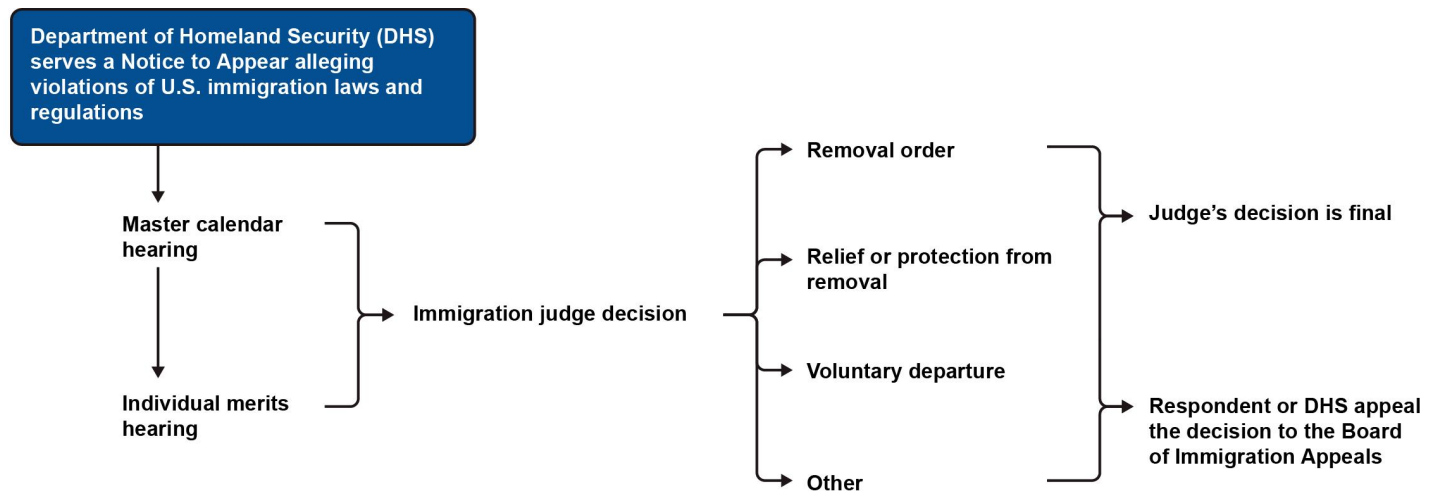 Department of Homeland Security (DHS)
serves a Notice to Appear alleging
violations of U.S. immigration laws and
regulations
Master calendar
hearing
Individual merits
hearing
Immigration judge decision
Removal order
Relief or protection from
removal
Voluntary departure
Other
Judge’s decision is final
Respondent or DHS appeal
the decision to the Board
of Immigration Appeals